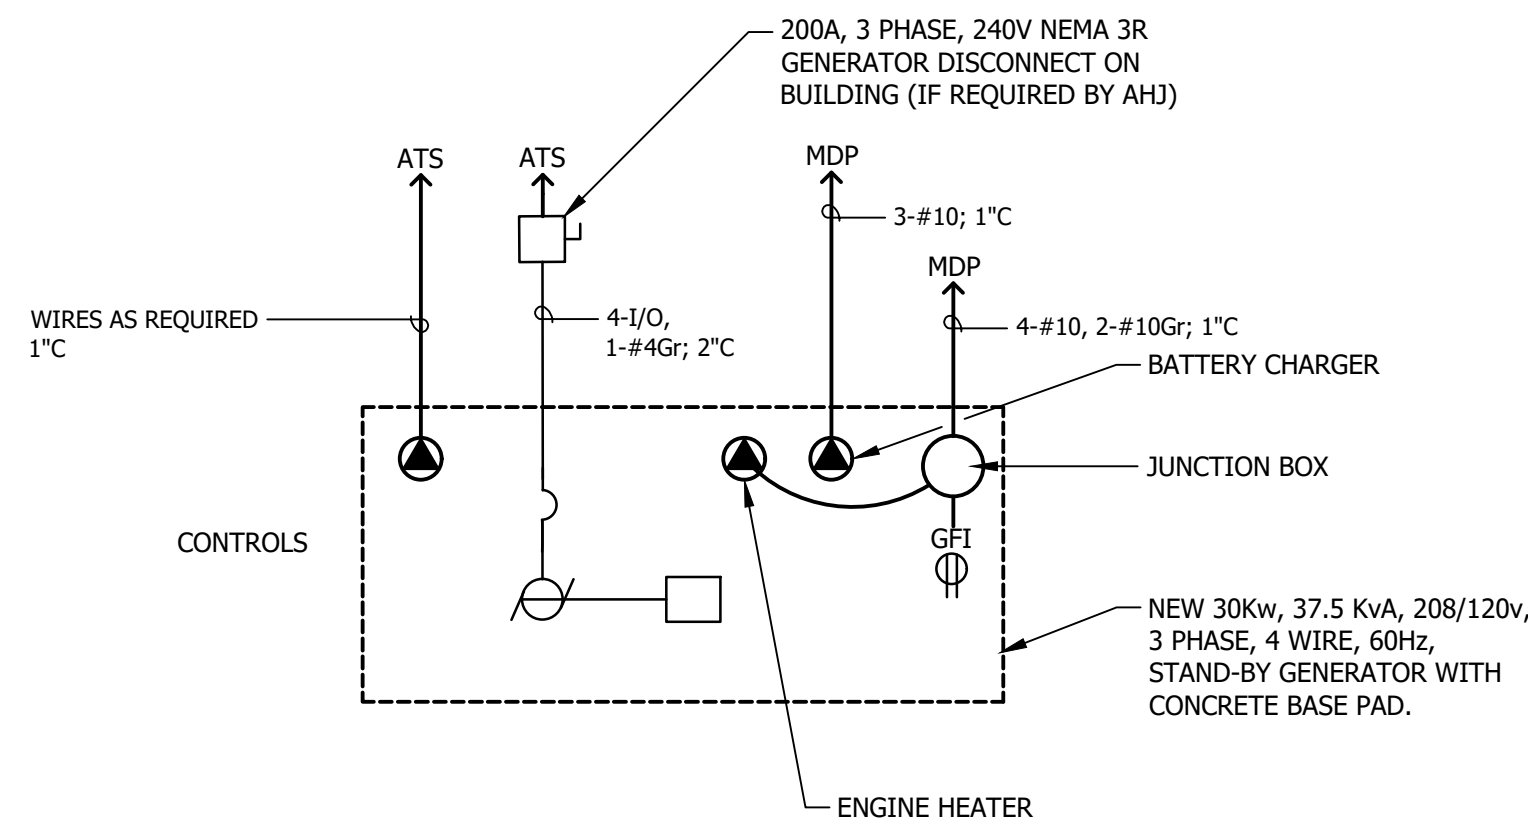 200A, 3 PHASE, 240V NEMA 3R
GENERATOR DISCONNECT ON
BUILDING (IF REQUIRED BY AHJ)
ATS
ATS
MDP
3-#10; 1"C
MDP
WIRES AS REQUIRED
1"C
4-I/O,
1-#4Gr; 2"C
4-#10, 2-#10Gr; 1"C
BATTERY CHARGER
JUNCTION BOX
CONTROLS
GFI
NEW 30Kw, 37.5 KvA, 208/120v,
3 PHASE, 4 WIRE, 60Hz,
STAND-BY GENERATOR WITH
CONCRETE BASE PAD.
ENGINE HEATER